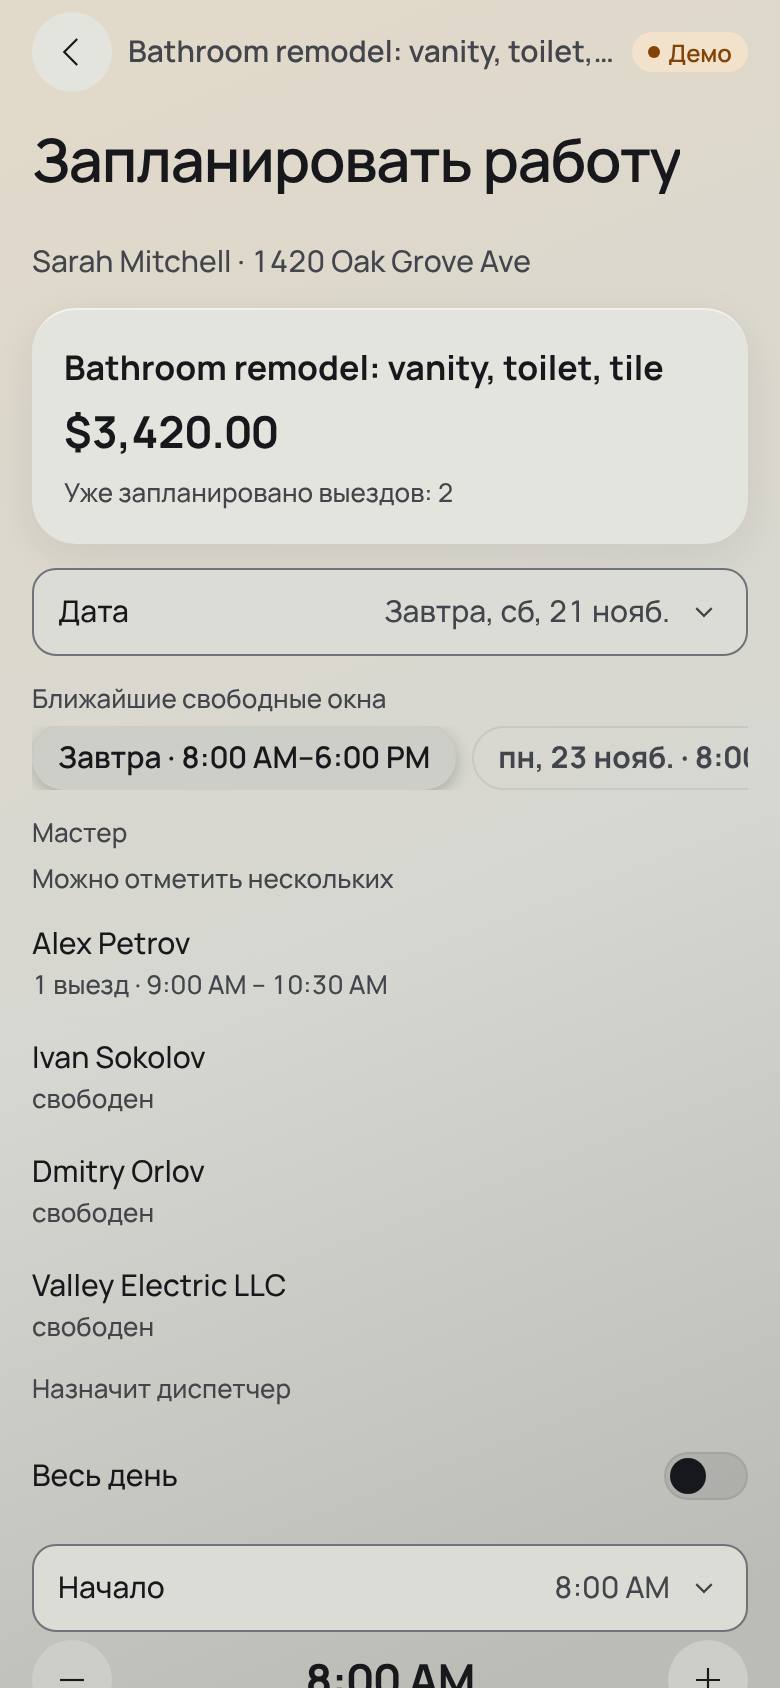 Bathroom remodel: vanity, toilet,...
Демо
Запланировать работу
Sarah Mitchell · 1420 Oak Grove Ave
Bathroom remodel: vanity, toilet, tile
$3,420.00
Уже запланировано выездов: 2
Дата
Завтра, сб, 21 нояб.
Ближайшие свободные окна
Завтра · 8:00 AM–6:00 PM
пн, 23 нояб. · 8:00
Мастер
Можно отметить нескольких
Alex Petrov
1 выезд · 9:00 AM – 10:30 AM
Ivan Sokolov
свободен
Dmitry Orlov
свободен
Valley Electric LLC
свободен
Назначит диспетчер
Весь день
Начало
8:00 AM
8:00 AM